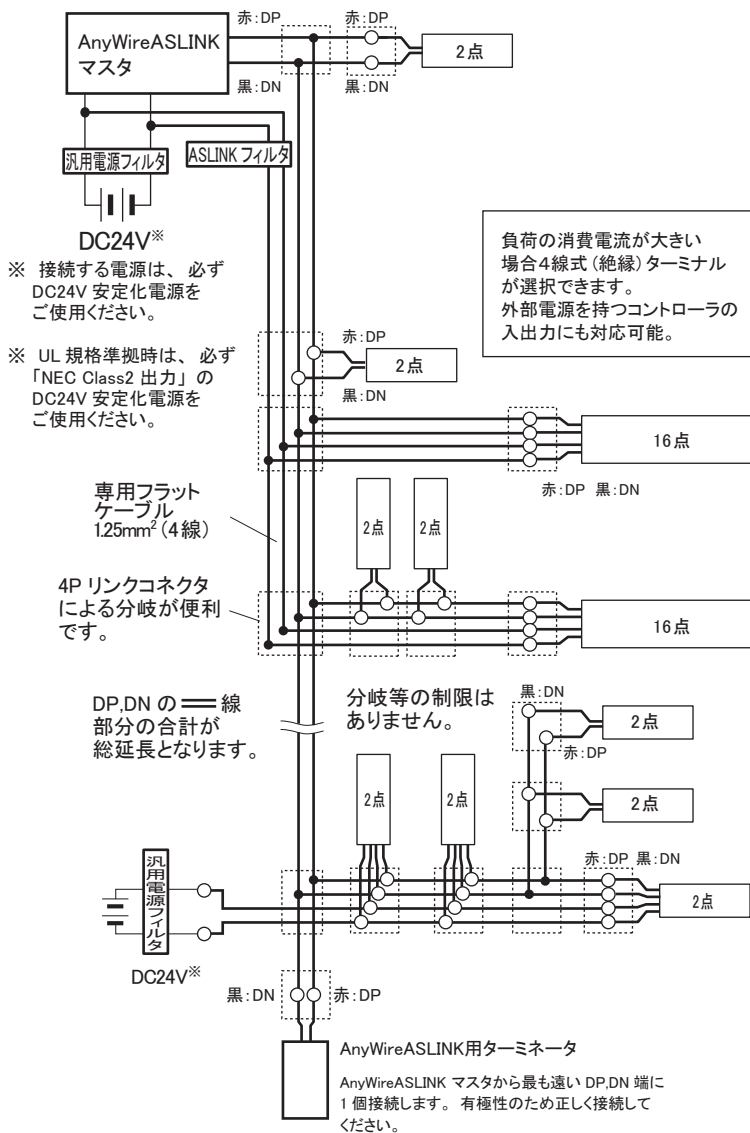 赤:DP
赤:DP
AnyWireASLINK
マスタ
2点
黒:DN
黒:DN
汎用電源フィルタ
ASLINK フィルタ
DC24V※
※ 接続する電源は、必ず
DC24V 安定化電源を
ご使用ください。
※ UL 規格準拠時は、必ず
「NEC Class2 出力」の
DC24V 安定化電源を
ご使用ください。
負荷の消費電流が大きい
場合4線式(絶縁)ターミナル
が選択できます。
外部電源を持つコントローラの
入出力にも対応可能。
赤:DP
2点
黒:DN
16点
赤:DP 黒:DN
専用フラット
ケーブル
1.25mm²(4線)
2点
2点
4P リンクコネクタ
による分岐が便利
です。
16点
DP,DN の 線
部分の合計が
総延長となります。
分岐等の制限は
ありません。
黒:DN
2点
赤:DP
2点
2点
2点
赤:DP 黒:DN
2点
汎用電源フィルタ
DC24V※
黒:DN
赤:DP
AnyWireASLINK用ターミネータ
AnyWireASLINK マスタから最も遠い DP,DN 端に
1 個接続します。有極性のため正しく接続して
ください。